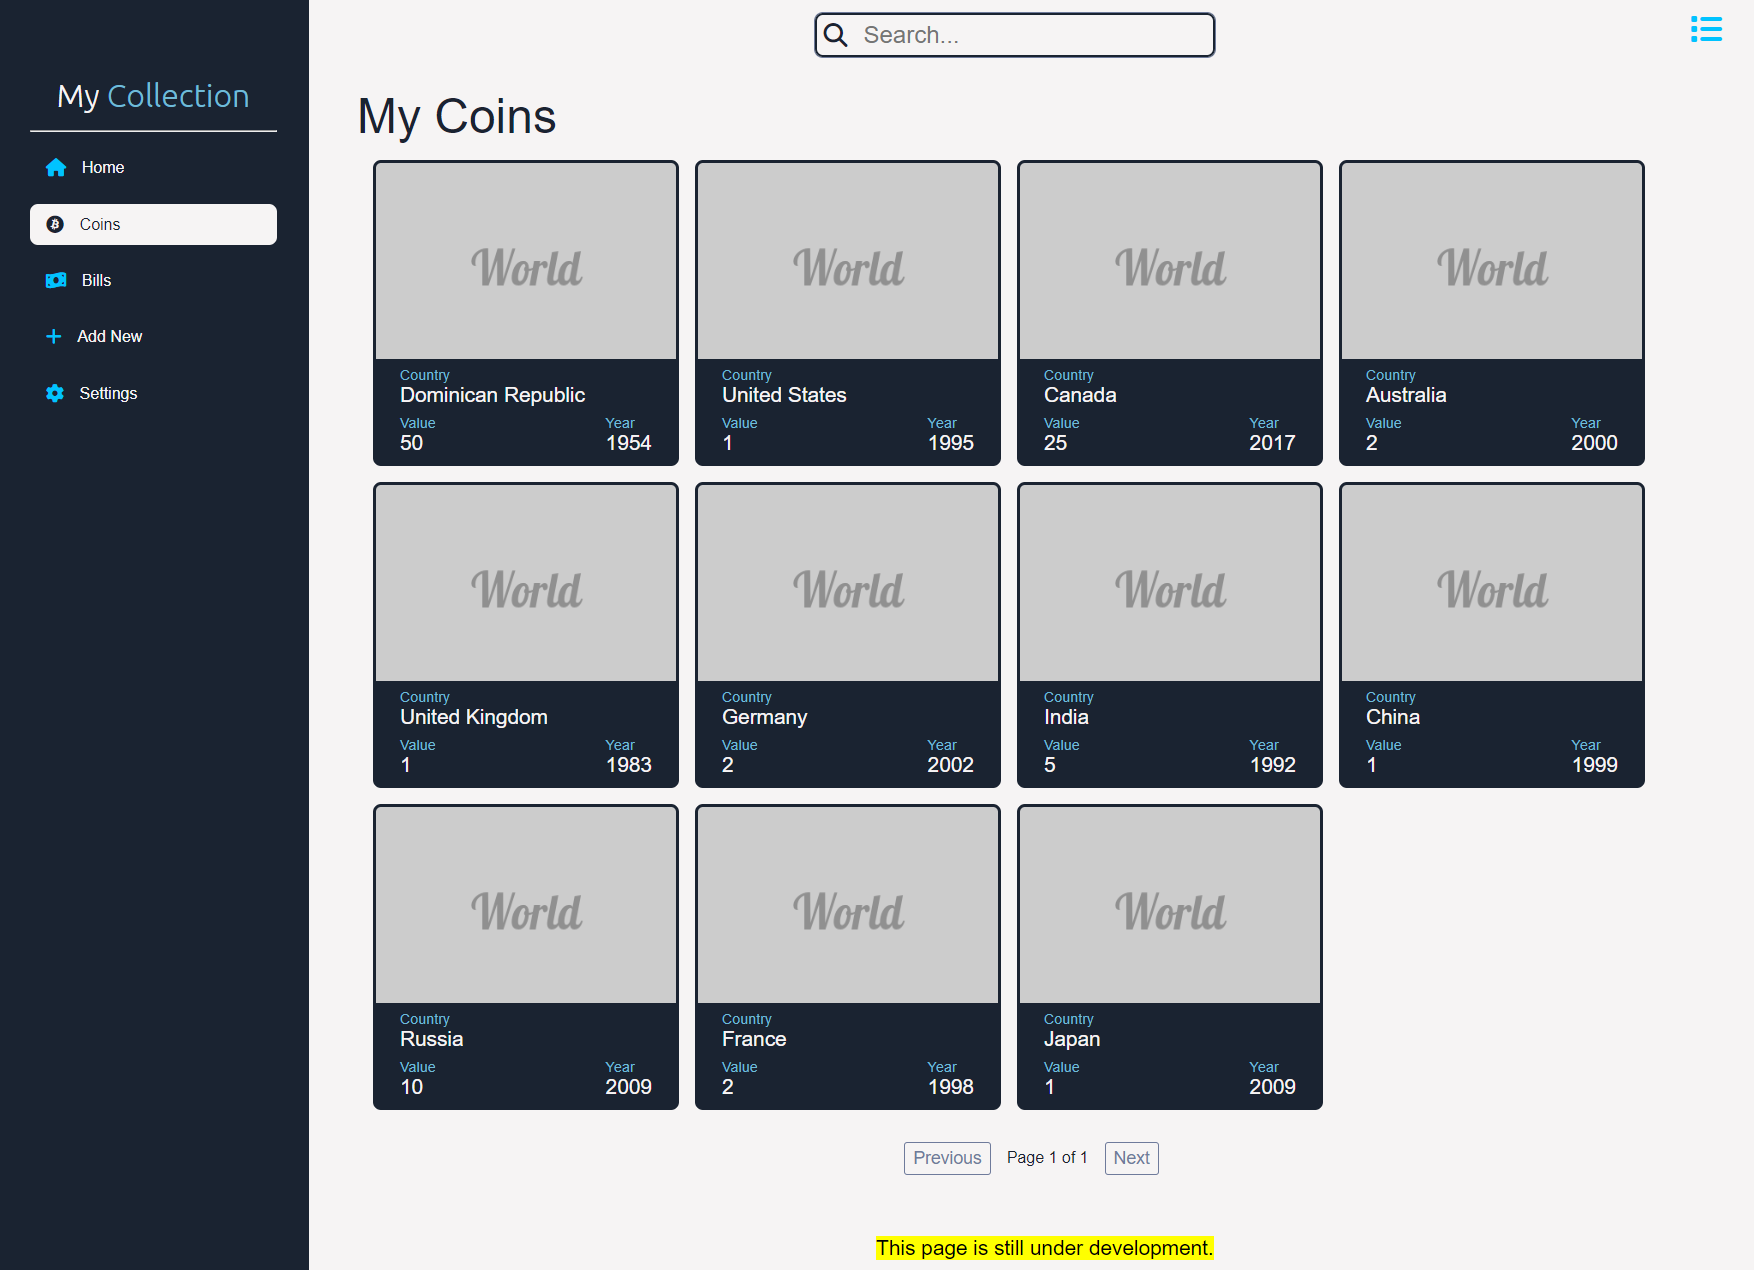 My Collection
Home
Coins
Bills
Add New
Settings
Search...
My Coins
World World World World
Country Country Country Country
Dominican Republic United States Canada Australia
Value Year Value Year Value Year Value Year
50 1954 1 1995 25 2017 2 2000
World World World World
Country Country Country Country
United Kingdom Germany India China
Value Year Value Year Value Year Value Year
1 1983 2 2002 5 1992 1 1999
World World World
Country Country Country
Russia France Japan
Value Year Value Year Value Year
10 2009 2 1998 1 2009
Previous Page 1 of 1 Next
This page is still under development.